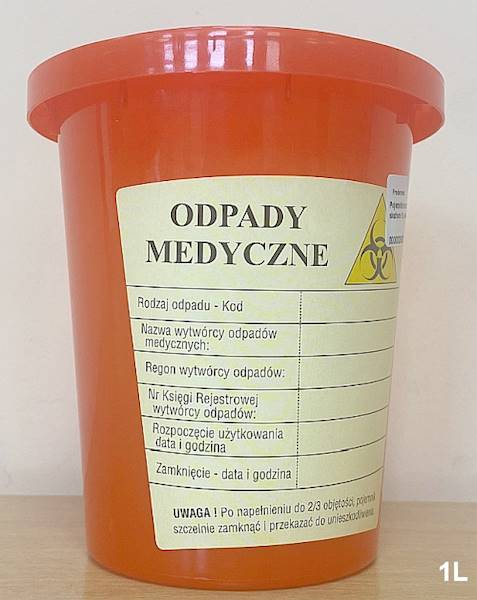 ODPADY
MEDYCZNE
Rodzaj odpadu - Kod
Nazwa wytwórcy odpadów
medycznych:
Regon wytwórcy odpadów:
Nr Księgi Rejestrowej
wytwórcy odpadów:
Rozpoczęcie użytkowania
data i godzina
Zamknięcie - data i godzina
UWAGA ! Po napełnieniu do 2/3 objętości, pojemnik
szczelnie zamknąć i przekazać do unieszkodliwienia.
1L